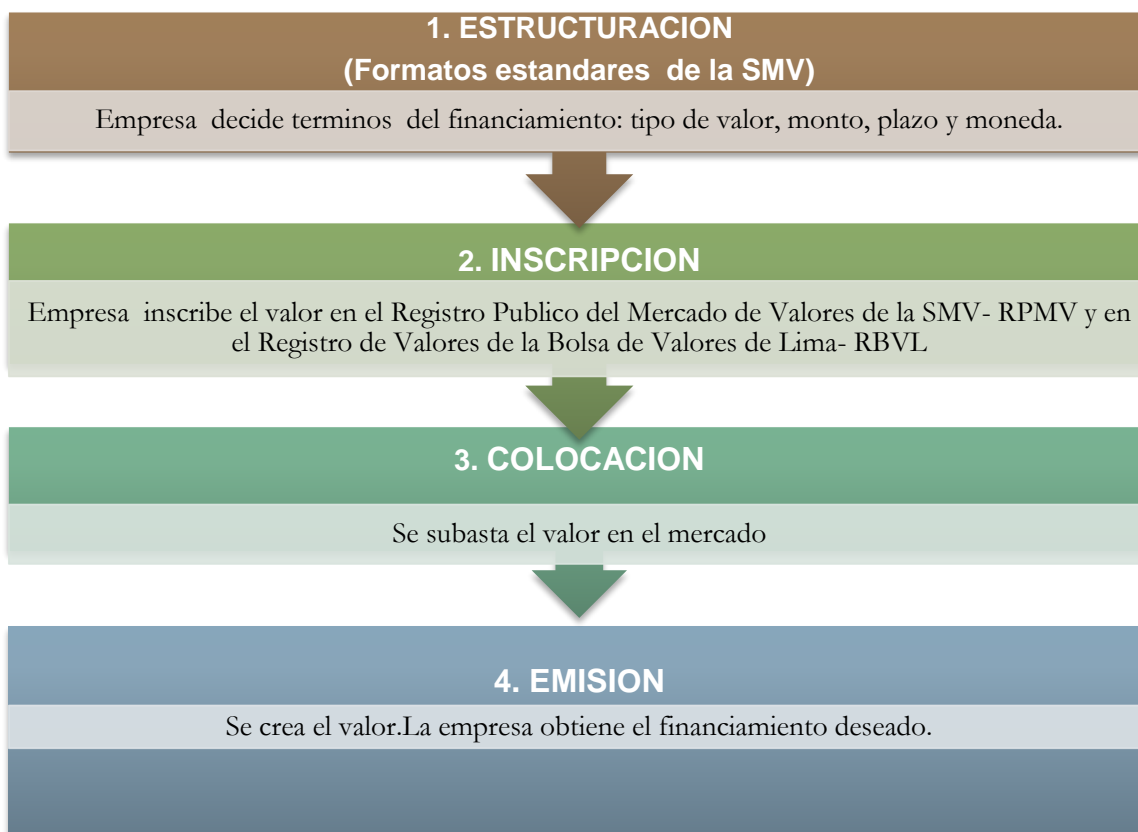 1. ESTRUCTURACION
(Formatos estandares de la SMV)
Empresa decide terminos del financiamiento: tipo de valor, monto, plazo y moneda.
2. INSCRIPCION
Empresa inscribe el valor en el Registro Publico del Mercado de Valores de la SMV- RPMV y en
el Registro de Valores de la Bolsa de Valores de Lima- RBVL
3. COLOCACION
Se subasta el valor en el mercado
4. EMISION
Se crea el valor.La empresa obtiene el financiamiento deseado.